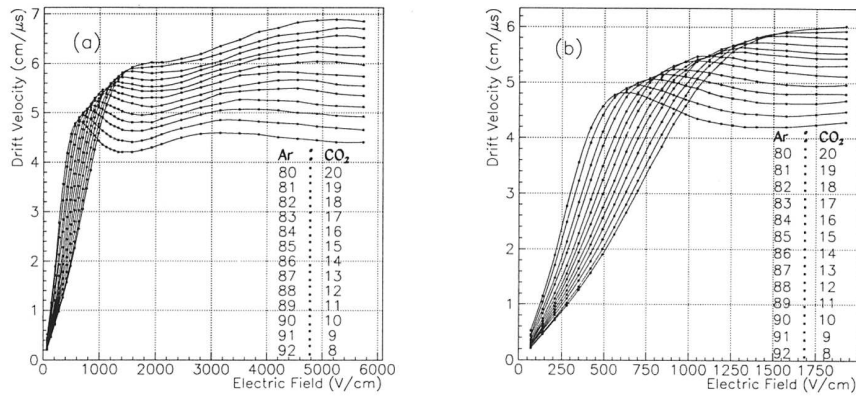 (a)
Drift Velocity (cm/μs)
7
6
5
4
3
2
1
0
Ar : CO₂
80 : 20
81 : 19
82 : 18
83 : 17
84 : 16
85 : 15
86 : 14
87 : 13
88 : 12
89 : 11
90 : 10
91 : 9
92 : 8
0 1000 2000 3000 4000 5000 6000
Electric Field (V/cm)
(b)
Drift Velocity (cm/μs)
6
5
4
3
2
1
0
Ar : CO₂
80 : 20
81 : 19
82 : 18
83 : 17
84 : 16
85 : 15
86 : 14
87 : 13
88 : 12
89 : 11
90 : 10
91 : 9
92 : 8
0 250 500 750 1000 1250 1500 1750
Electric Field (V/cm)